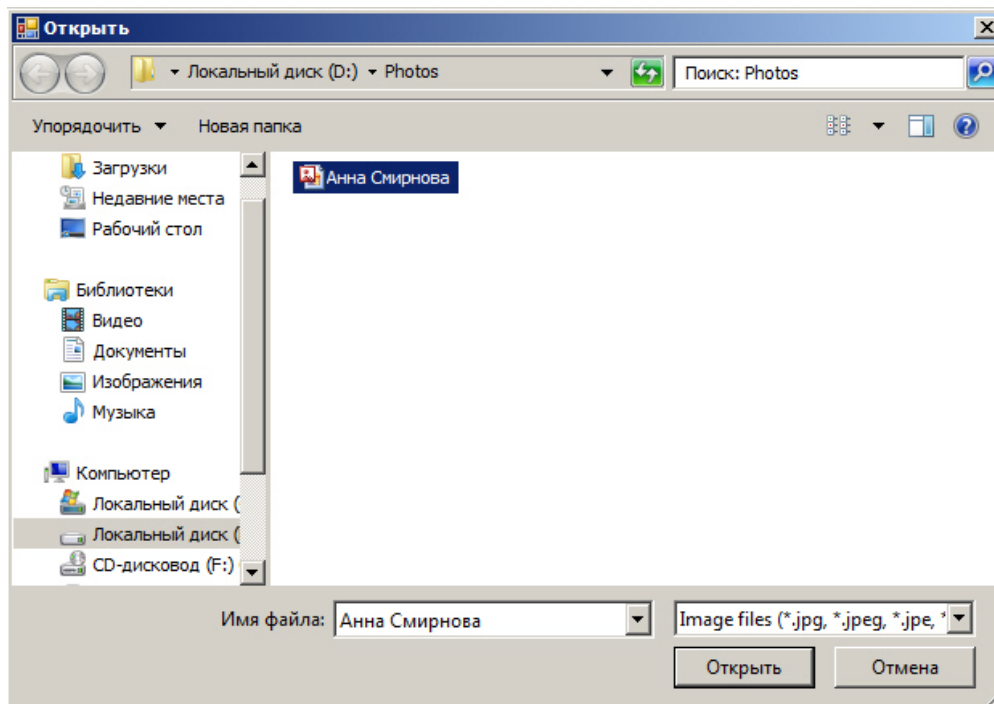 Открыть
Локальный диск (D:) Photos
Поиск: Photos
Упорядочить Новая папка
Загрузки
Недавние места
Рабочий стол
Библиотеки
Видео
Документы
Изображения
Музыка
Компьютер
Локальный диск (
Локальный диск (
CD-дисковод (F:)
Анна Смирнова
Имя файла: Анна Смирнова
Image files (*.jpg, *.jpeg, *.jpe, *
Открыть Отмена